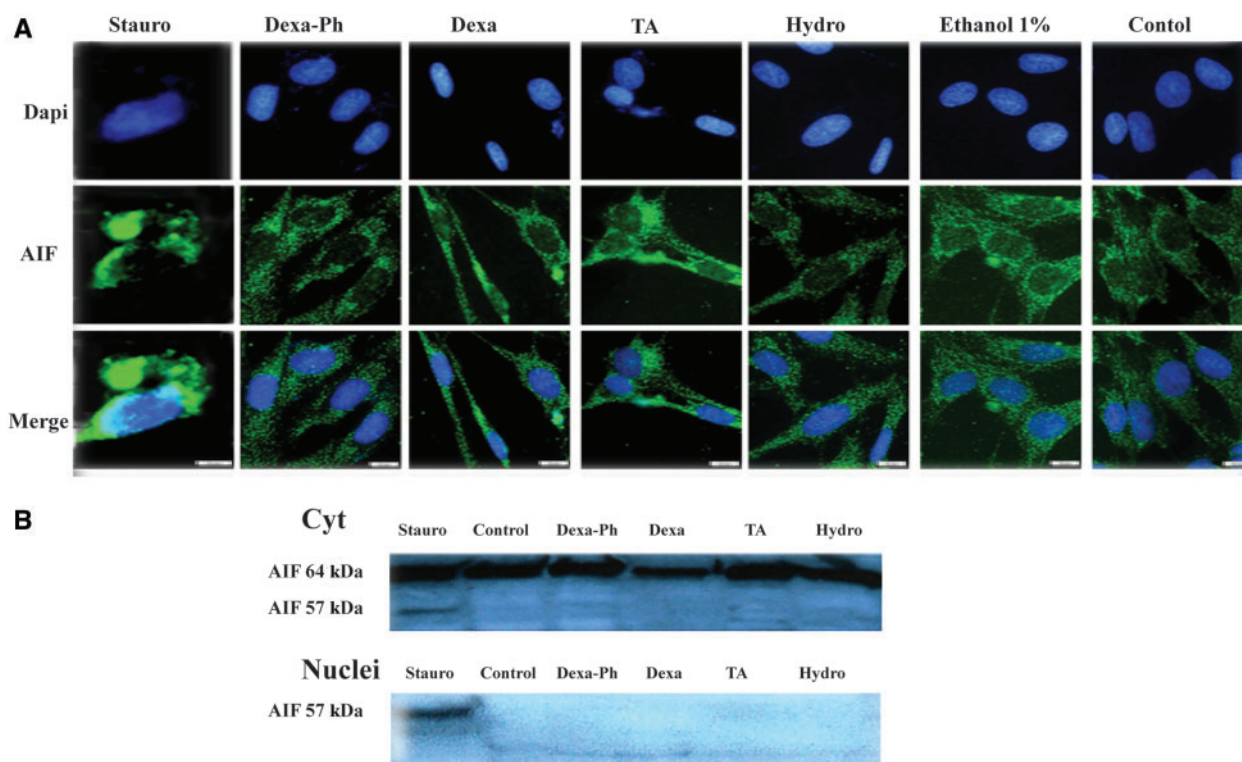 A
Stauro Dexa-Ph Dexa TA Hydro Ethanol 1% Contol
Dapi
AIF
Merge
B
Cyt
Stauro Control Dexa-Ph Dexa TA Hydro
AIF 64 kDa
AIF 57 kDa
Nuclei
Stauro Control Dexa-Ph Dexa TA Hydro
AIF 57 kDa